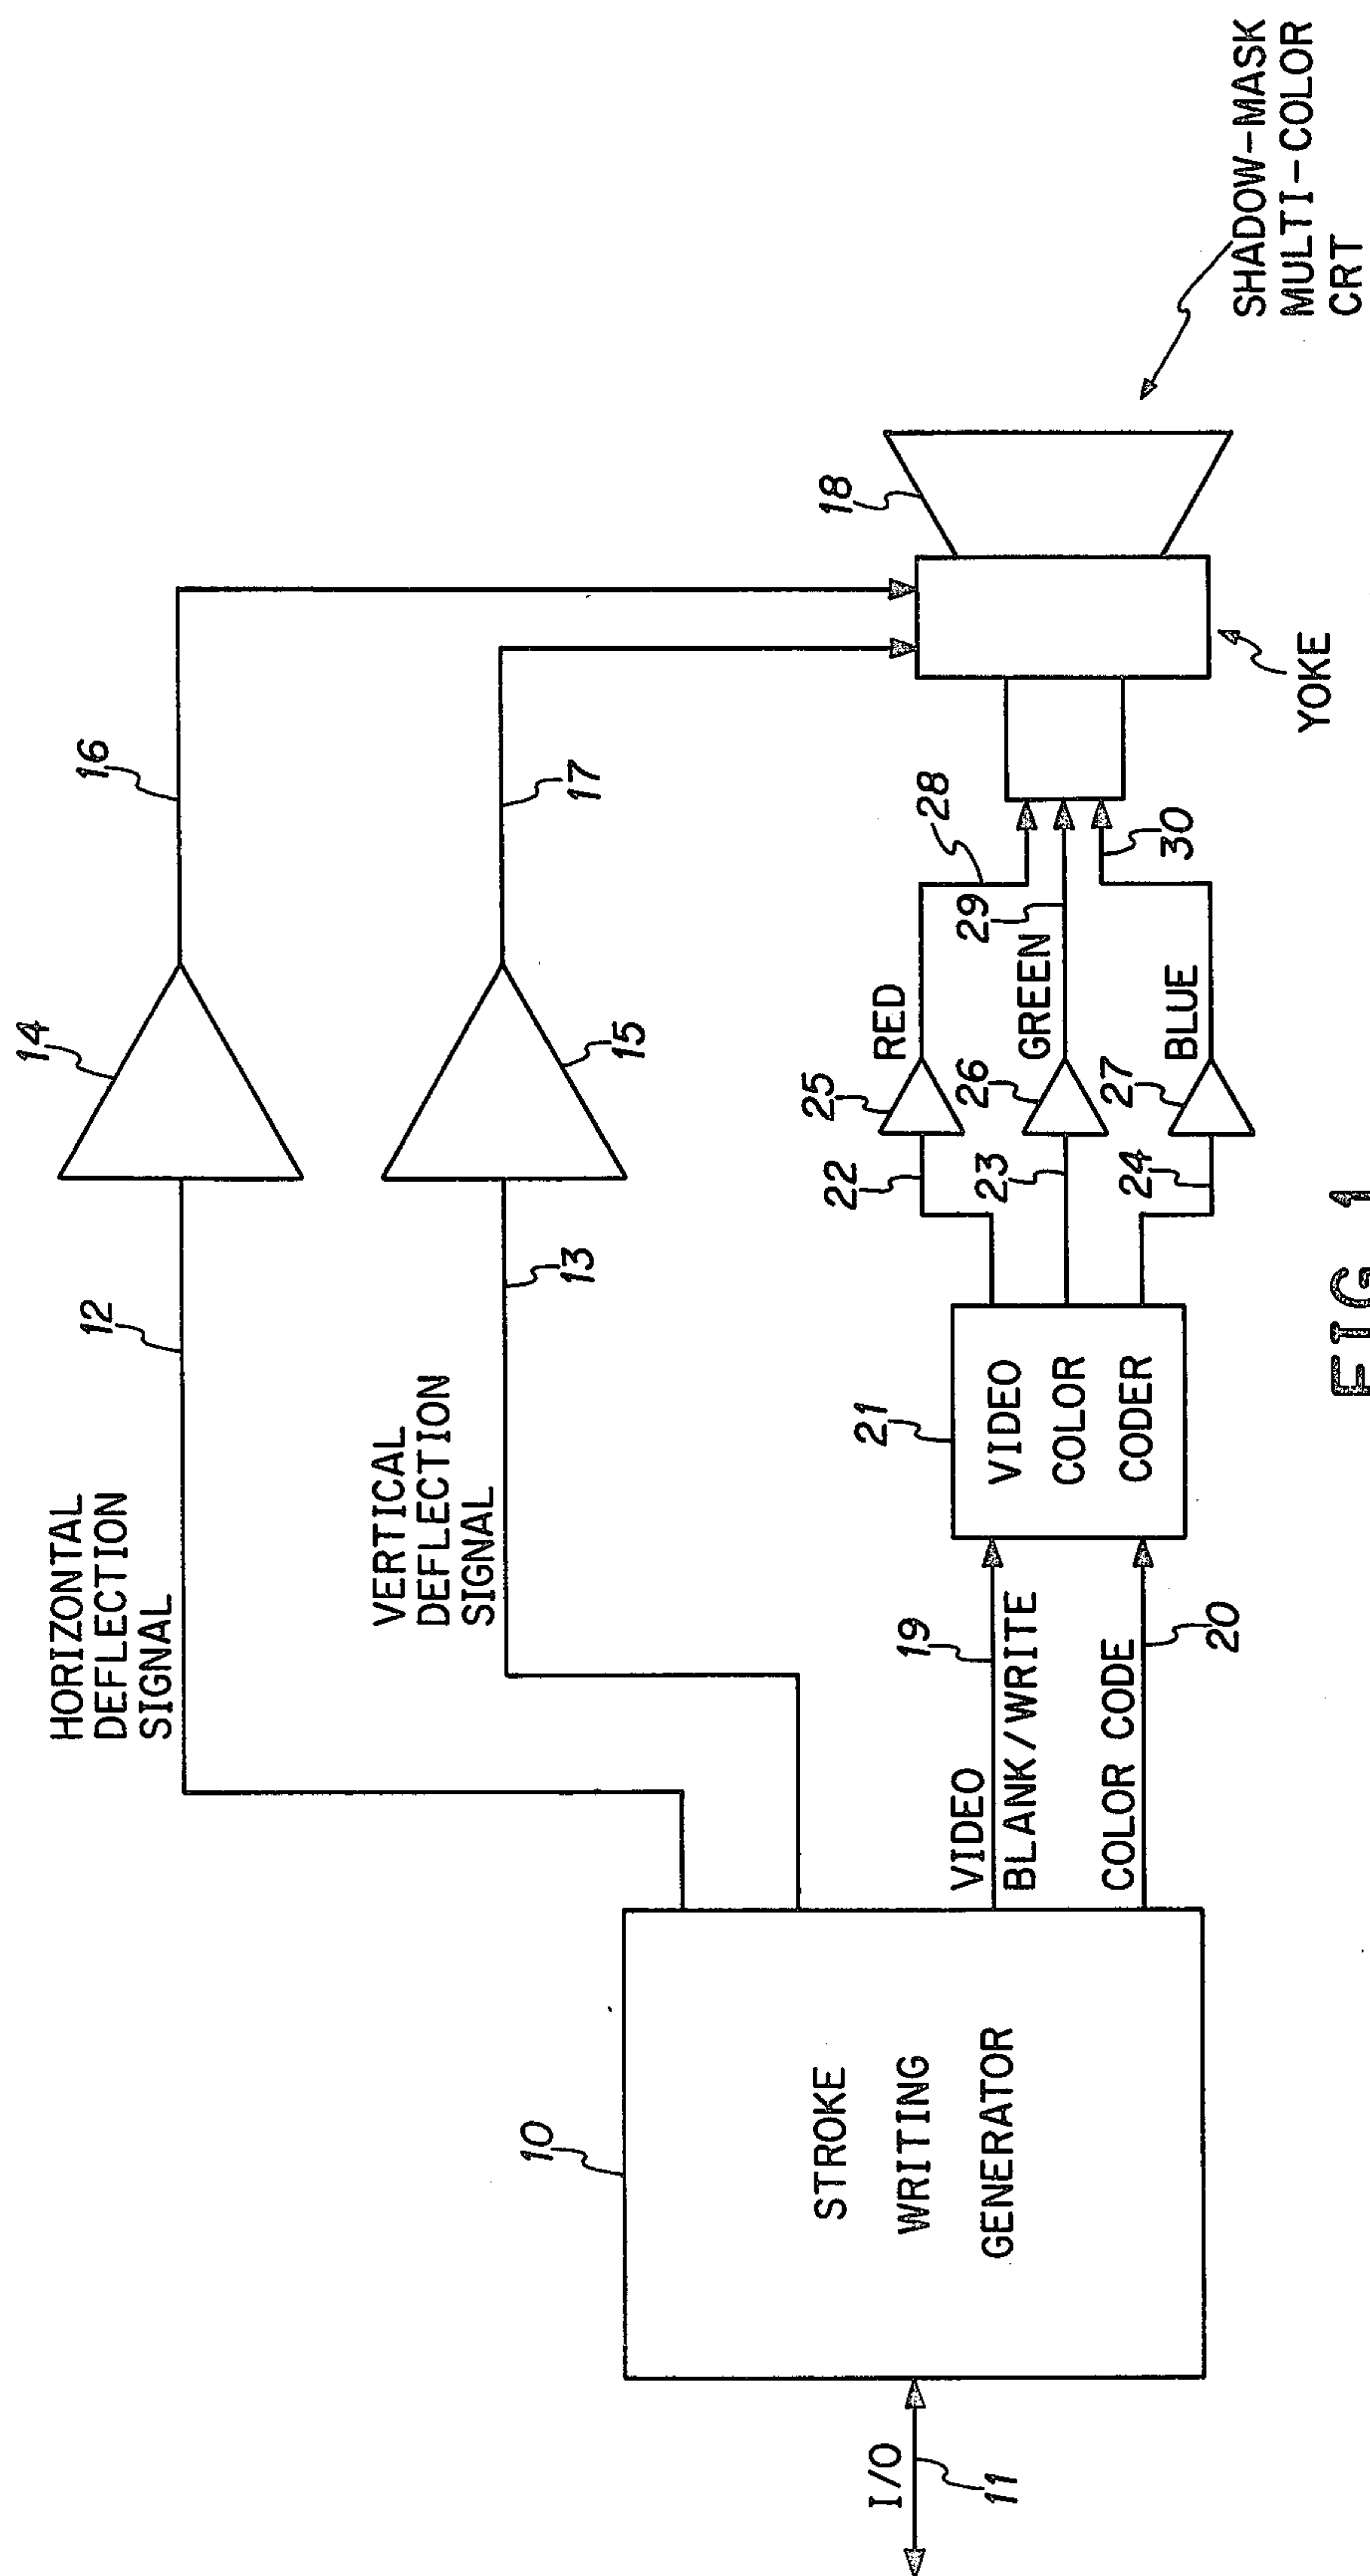 HORIZONTAL
DEFLECTION
SIGNAL
12
14
16
VERTICAL
DEFLECTION
SIGNAL
13
15
17
10
STROKE
WRITING
GENERATOR
I/O
11
VIDEO
BLANK/WRITE
19
COLOR CODE
20
21
VIDEO
COLOR
CODER
22
23
24
25
26
27
RED
GREEN
BLUE
28
29
30
18
YOKE
SHADOW-MASK
MULTI-COLOR
CRT
FIG 1